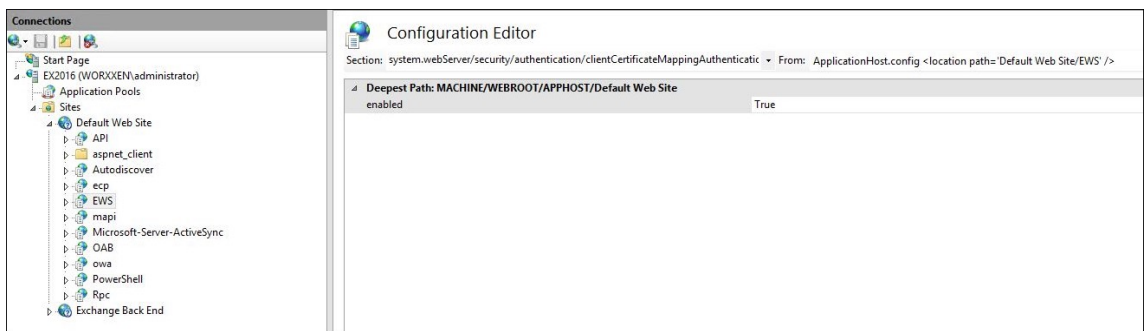 Connections
Start Page
EX2016 (WORXXEN\administrator)
Application Pools
Sites
Default Web Site
API
aspnet_client
Autodiscover
ecp
EWS
mapi
Microsoft-Server-ActiveSync
OAB
owa
PowerShell
Rpc
Exchange Back End
Configuration Editor
Section: system.webServer/security/authentication/clientCertificateMappingAuthenticatic From: ApplicationHost.config <location path='Default Web Site/EWS' />
Deepest Path: MACHINE/WEBROOT/APPHOST/Default Web Site
enabled True